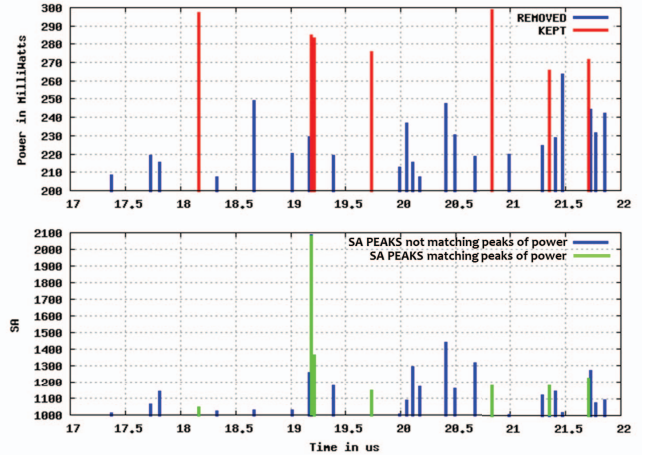 300
290
280
270
260
250
240
230
220
210
200
Power in MilliWatts
REMOVED
KEPT
17 17.5 18 18.5 19 19.5 20 20.5 21 21.5 22
2100
2000
1900
1800
1700
1600
1500
1400
1300
1200
1100
1000
SA
SA PEAKS not matching peaks of power
SA PEAKS matching peaks of power
17 17.5 18 18.5 19 19.5 20 20.5 21 21.5 22
Time in us